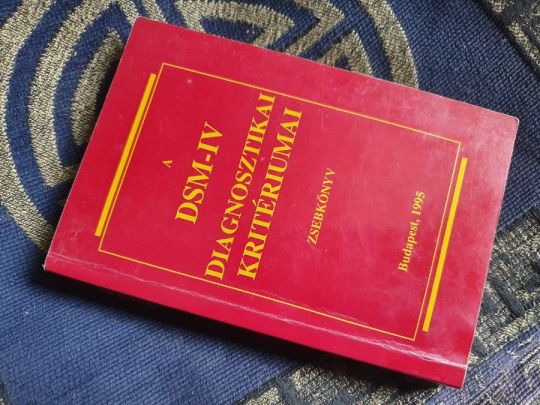 A
DSM-IV
DIAGNOSZTIKAI
KRITÉRIUMAI
ZSEBKÖNYV
Budapest, 1995